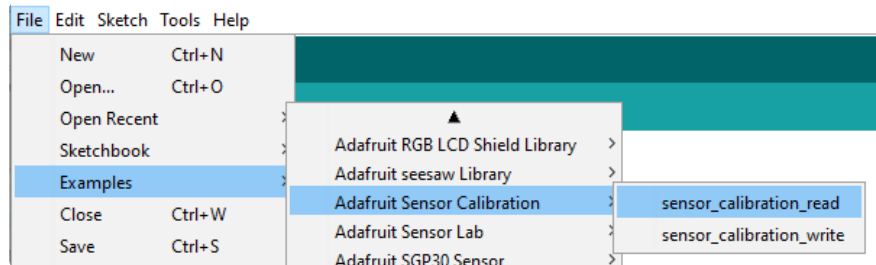 File Edit Sketch Tools Help
New Ctrl+N
Open... Ctrl+O
Open Recent
Sketchbook
Examples
Close Ctrl+W
Save Ctrl+S
Adafruit RGB LCD Shield Library
Adafruit seesaw Library
Adafruit Sensor Calibration
Adafruit Sensor Lab
Adafruit SGP30 Sensor
sensor_calibration_read
sensor_calibration_write